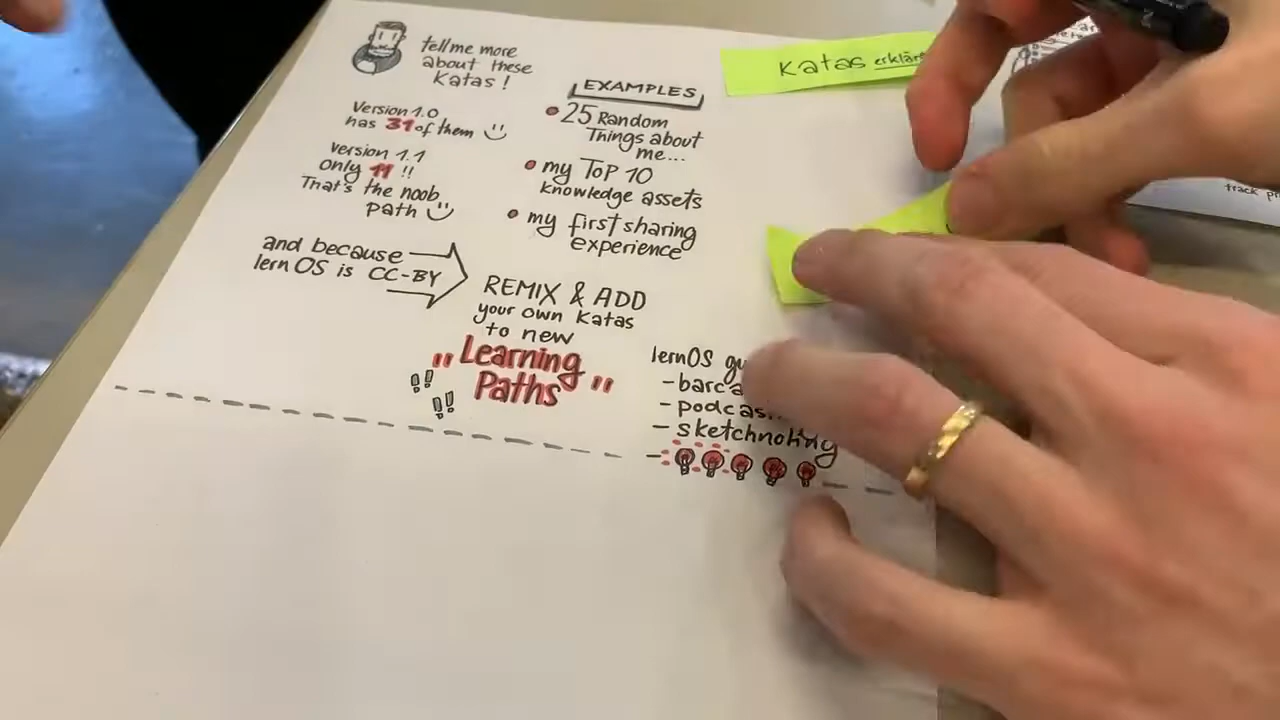 tell me more
about these
Katas!
Version 1.0
has 31 of them
Version 1.1
Only 11 !!
That's the noob
path
and because
lernOS is CC-BY
EXAMPLES
25 Random
Things about
me...
my Top 10
knowledge assets
my first sharing
experience
REMIX & ADD
your own Katas
to new
"Learning
Paths"
Katas
lernOS
-
-
- sketchnoting
-
track